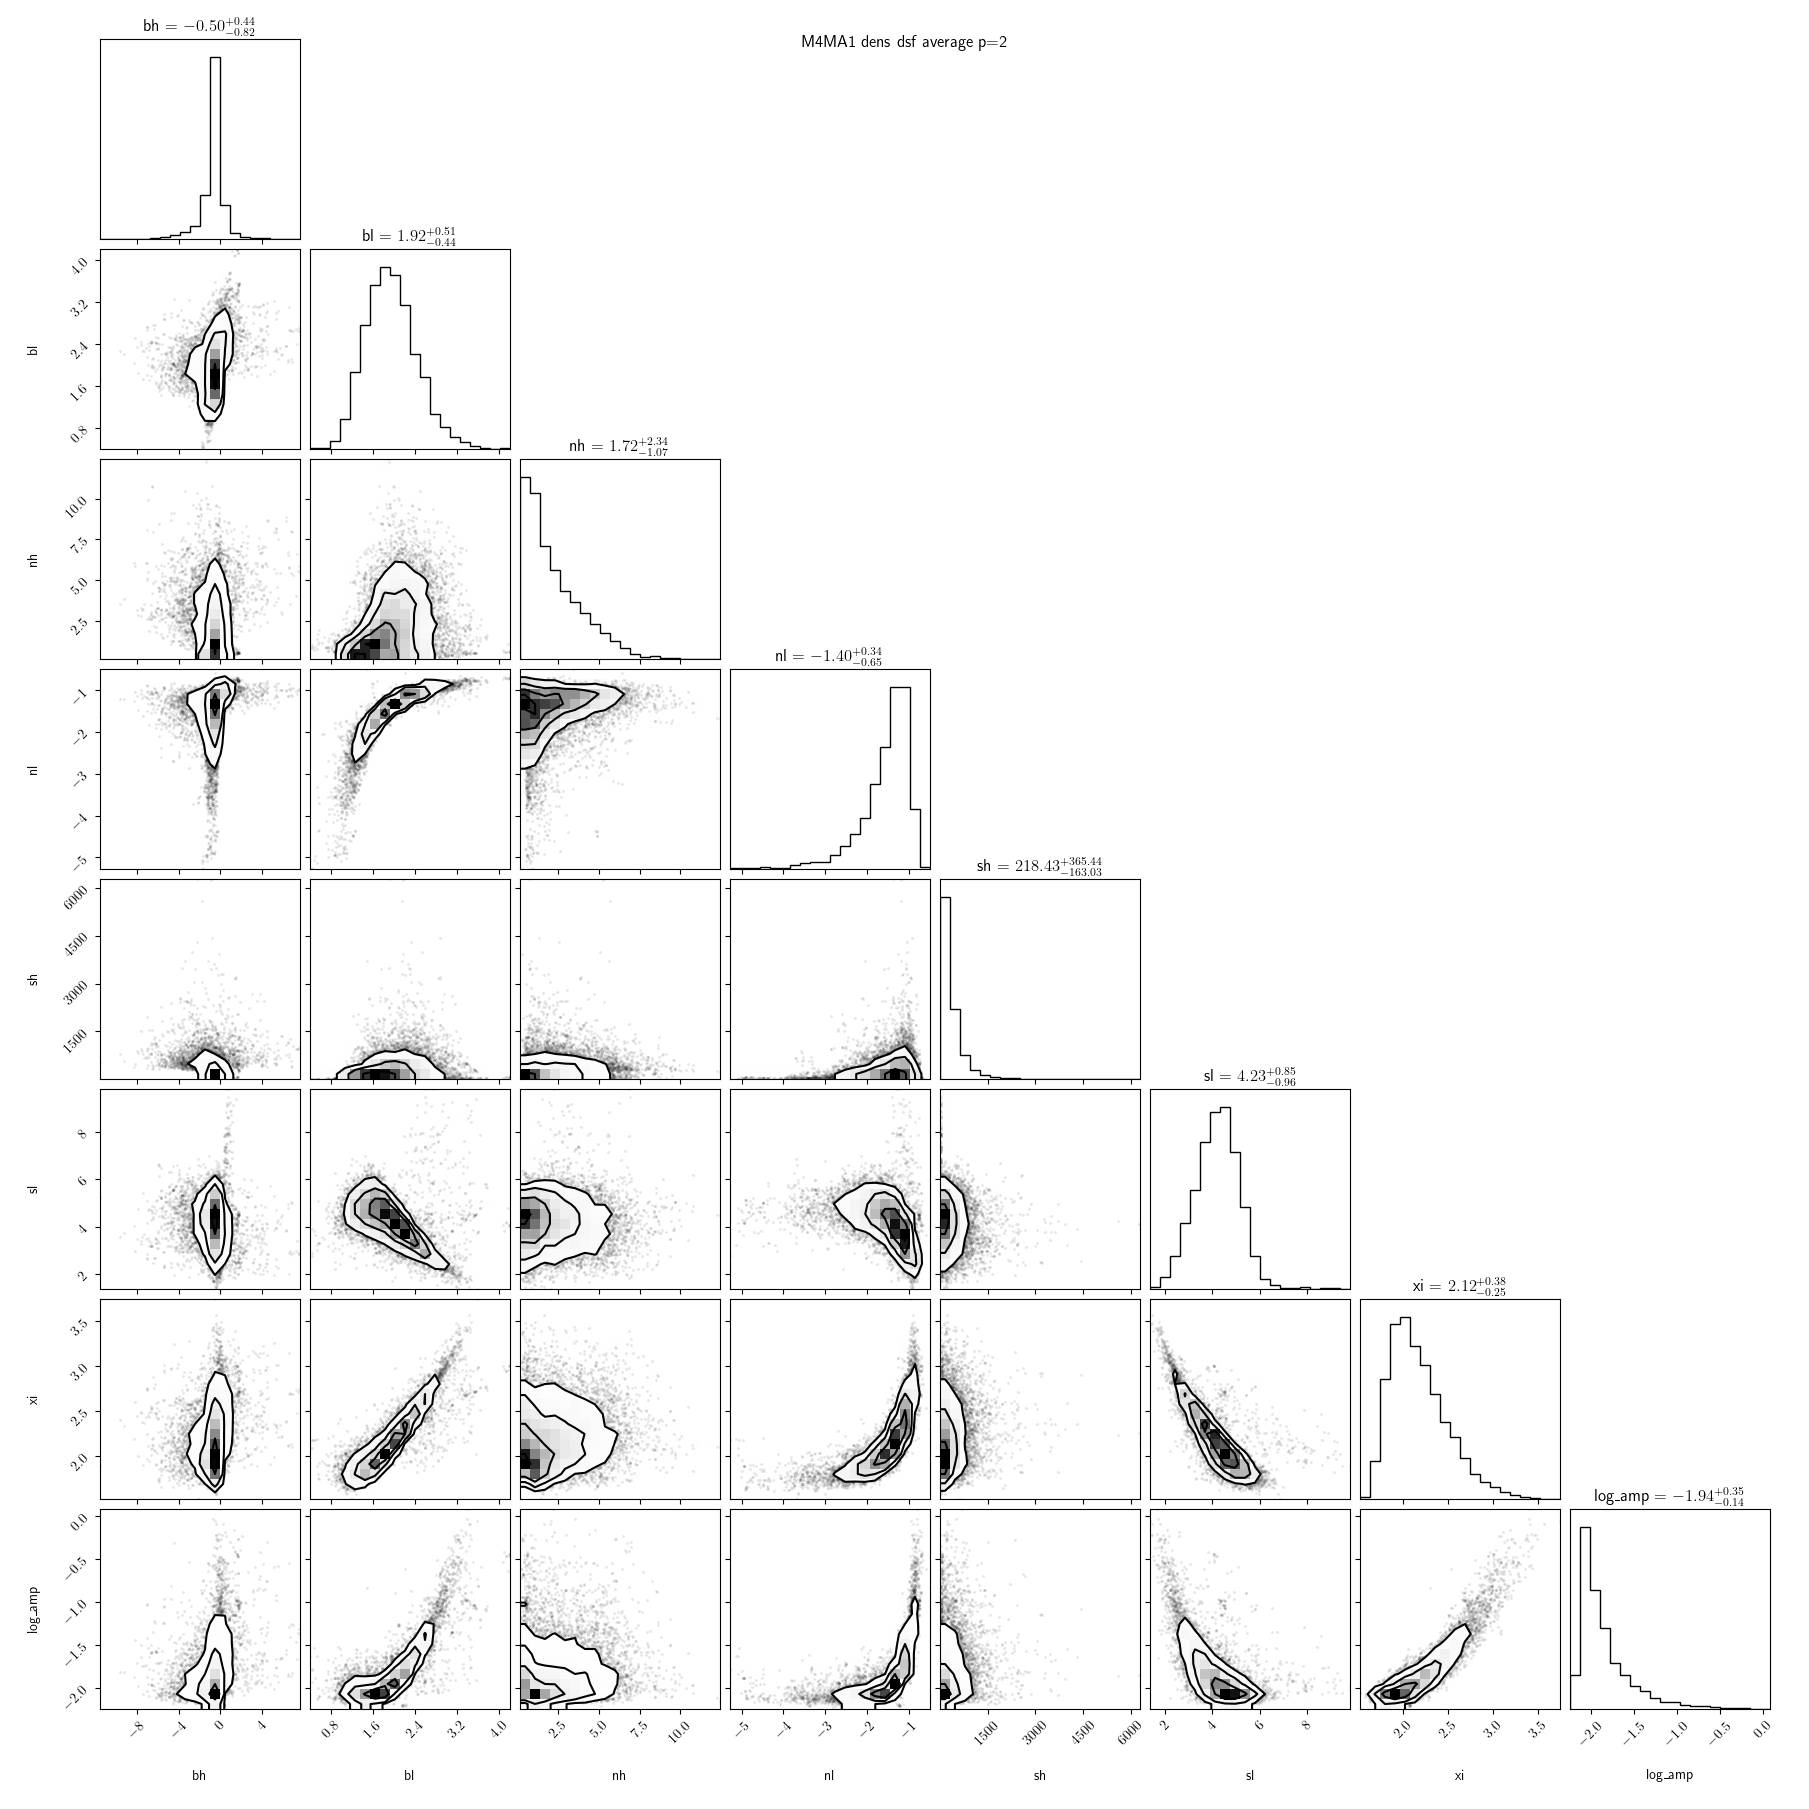 M4MA1 dens dsf average p=2
bh = −0.50 +0.44 −0.82
bl = 1.92 +0.51 −0.44
4.0
3.2
2.4
1.6
0.8
bl
nh = 1.72 +2.34 −1.07
10.0
7.5
5.0
2.5
nh
nl = −1.40 +0.34 −0.65
−1
−2
−3
−4
−5
nl
sh = 218.43 +365.44 −163.03
6000
4500
3000
1500
sh
sl = 4.23 +0.85 −0.96
8
6
4
2
sl
xi = 2.12 +0.38 −0.25
3.5
3.0
2.5
2.0
xi
log_amp = −1.94 +0.35 −0.14
0.0
−0.5
−1.0
−1.5
−2.0
log_amp
−8 −4 0 4 0.8 1.6 2.4 3.2 4.0 2.5 5.0 7.5 10.0 −5 −4 −3 −2 −1 1500 3000 4500 6000 2 4 6 8 2.0 2.5 3.0 3.5 −2.0 −1.5 −1.0 −0.5 0.0
bh bl nh nl sh sl xi log_amp